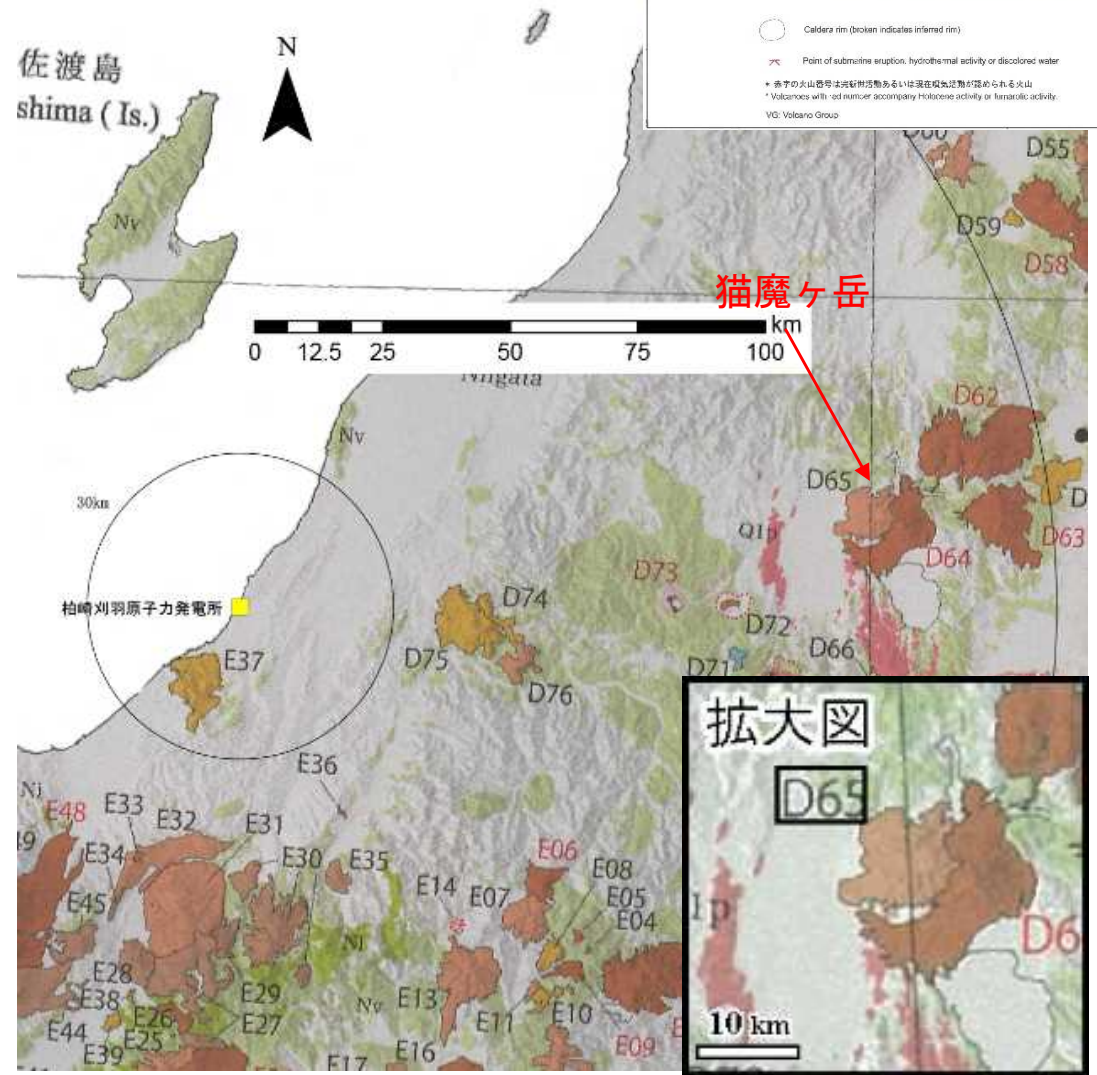 佐渡島
shima ( Is.)
N
Caldera rim (broken indicates inferred rim)
Point of submarine eruption, hydrothermal activity or discolored water
* 赤字の火山番号は完新世活動あるいは現在噴気活動が認められる火山
* Volcanoes with red number accompany Holocene activity or fumarolic activity.
VG: Volcano Group
D60
D55
Nv
D59
D58
猫魔ヶ岳
km
0 12.5 25 50 75 100
Niigata
D62
Nv
D65
30km
Q1p
D63
D64
D73
柏崎刈羽原子力発電所
D74
D72
E37
D75
D66
D71
D76
拡大図
E36
D65
Nj
E48
E33
E32
E31
49
E06
E34
E30
E35
E08
E14
E07
E05
E45
E04
1p
D6
Nj
E28
E38
E29
Nv
E13
10 km
E26
E27
E11
E10
E44
E25
E39
E16
E09
E17